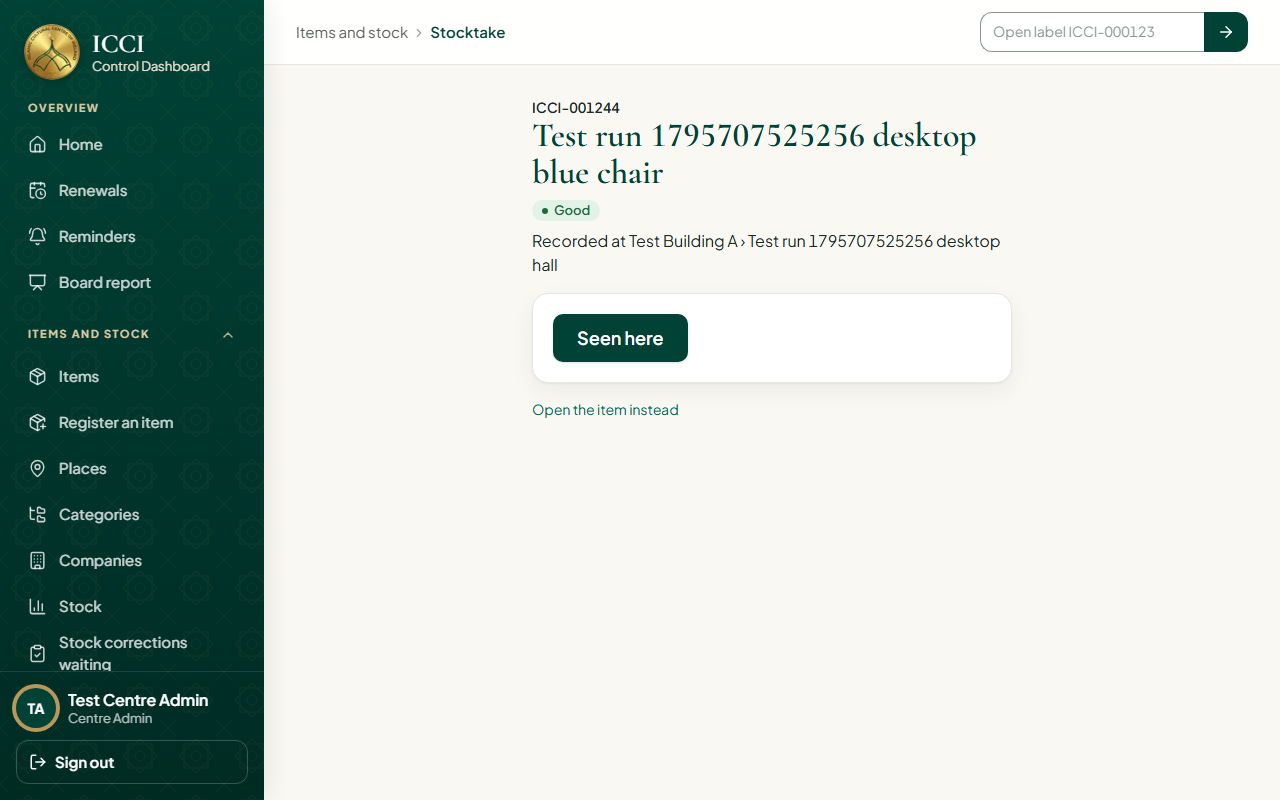 ICCI
Control Dashboard
OVERVIEW
Home
Renewals
Reminders
Board report
ITEMS AND STOCK
Items
Register an item
Places
Categories
Companies
Stock
Stock corrections
waiting
TA
Test Centre Admin
Centre Admin
Sign out
Items and stock › Stocktake
Open label ICCI-000123
ICCI-001244
Test run 1795707525256 desktop
blue chair
Good
Recorded at Test Building A › Test run 1795707525256 desktop
hall
Seen here
Open the item instead